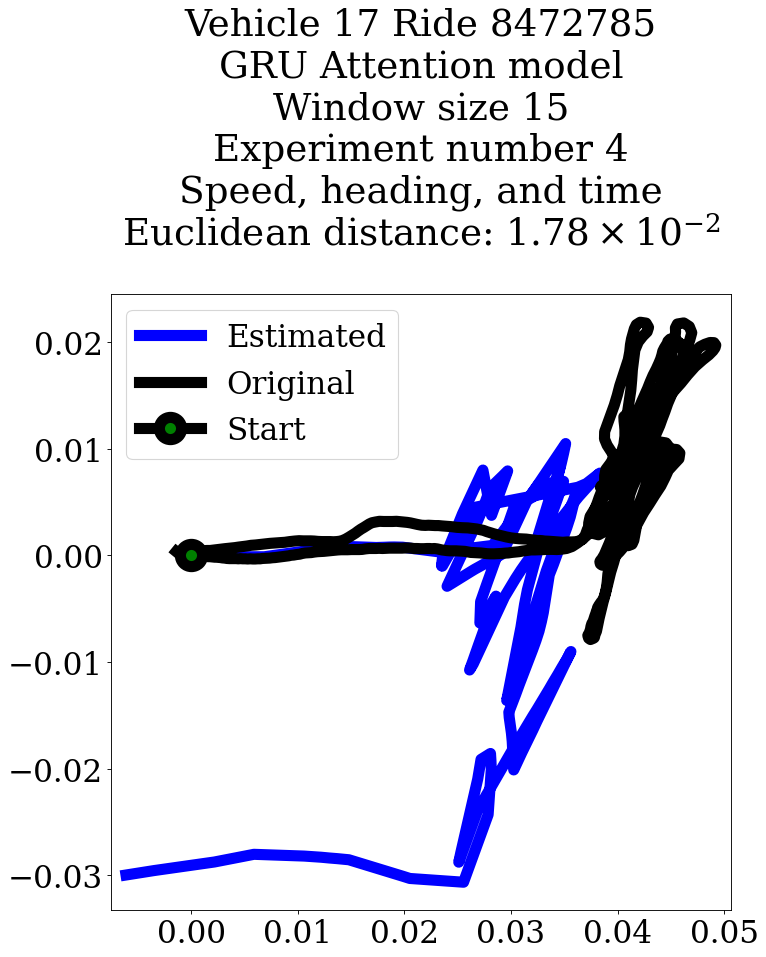 Vehicle 17 Ride 8472785
GRU Attention model
Window size 15
Experiment number 4
Speed, heading, and time
Euclidean distance: 1.78 × 10⁻²
Estimated
Original
Start
0.02
0.01
0.00
−0.01
−0.02
−0.03
0.00 0.01 0.02 0.03 0.04 0.05